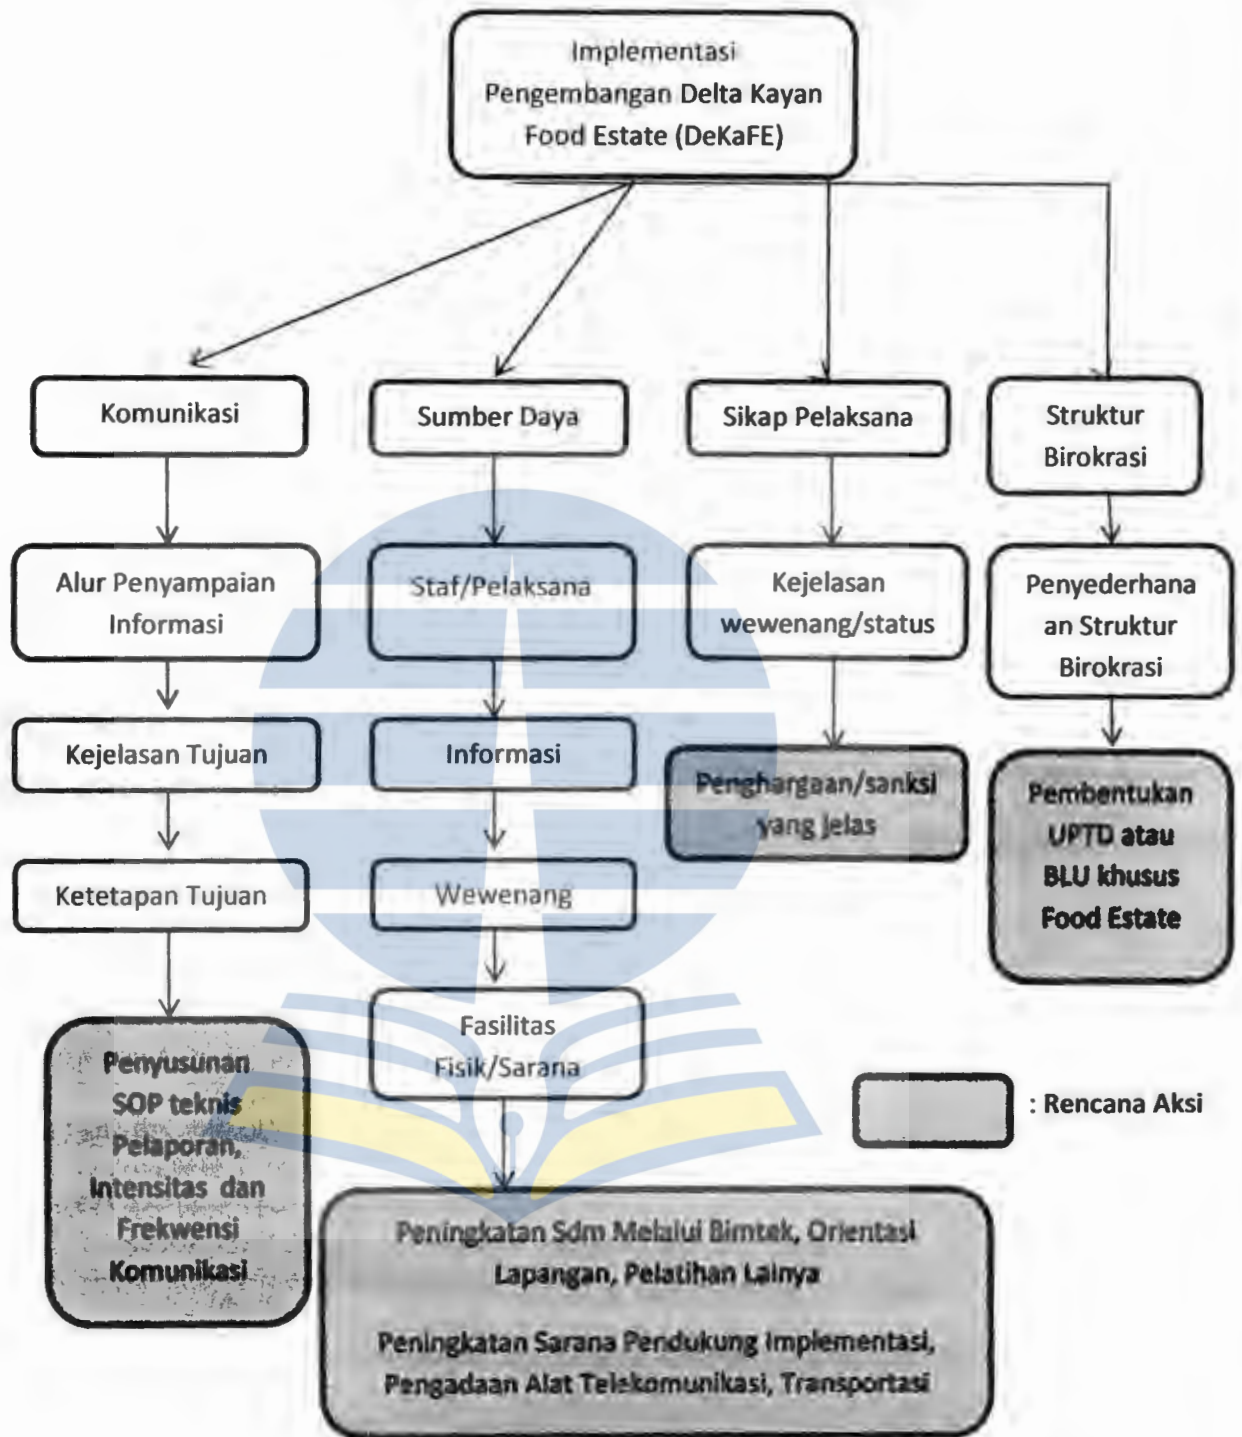 Implementasi
Pengembangan Delta Kayan
Food Estate (DeKaFE)
Komunikasi
Sumber Daya
Sikap Pelaksana
Struktur
Birokrasi
Alur Penyampaian
Informasi
Staf/Pelaksana
Kejelasan
wewenang/status
Penyederhana
an Struktur
Birokrasi
Kejelasan Tujuan
Informasi
Penghargaan/sanksi
yang jelas
Pembentukan
UPTD atau
BLU khusus
Food Estate
Ketetapan Tujuan
Wewenang
Fasilitas
Fisik/Sarana
Penyusunan
SOP teknis
Pelaporan,
Intensitas dan
Frekwensi
Komunikasi
: Rencana Aksi
Peningkatan Sdm Melalui Bimtek, Orientasi
Lapangan, Pelatihan Lainya
Peningkatan Sarana Pendukung Implementasi,
Pengadaan Alat Telekomunikasi, Transportasi